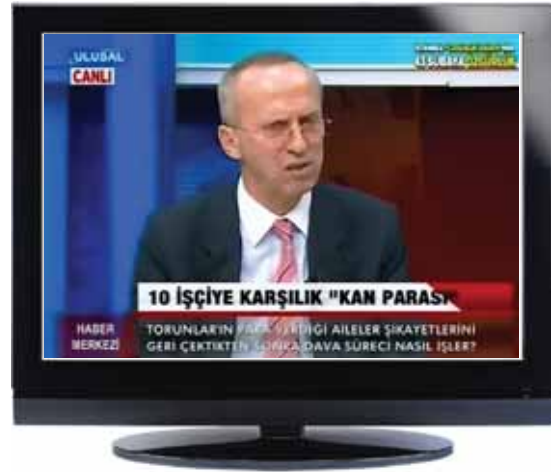 ULUSAL
CANLI
10 İŞÇİYE KARŞILIK "KAN PARASI"
HABER
MERKEZİ
TORUNLAR'IN PARA VERDİĞİ AİLELER ŞİKAYETLERİNİ
GERİ ÇEKTİKTEN SONRA DAVA SÜRECİ NASIL İŞLER?